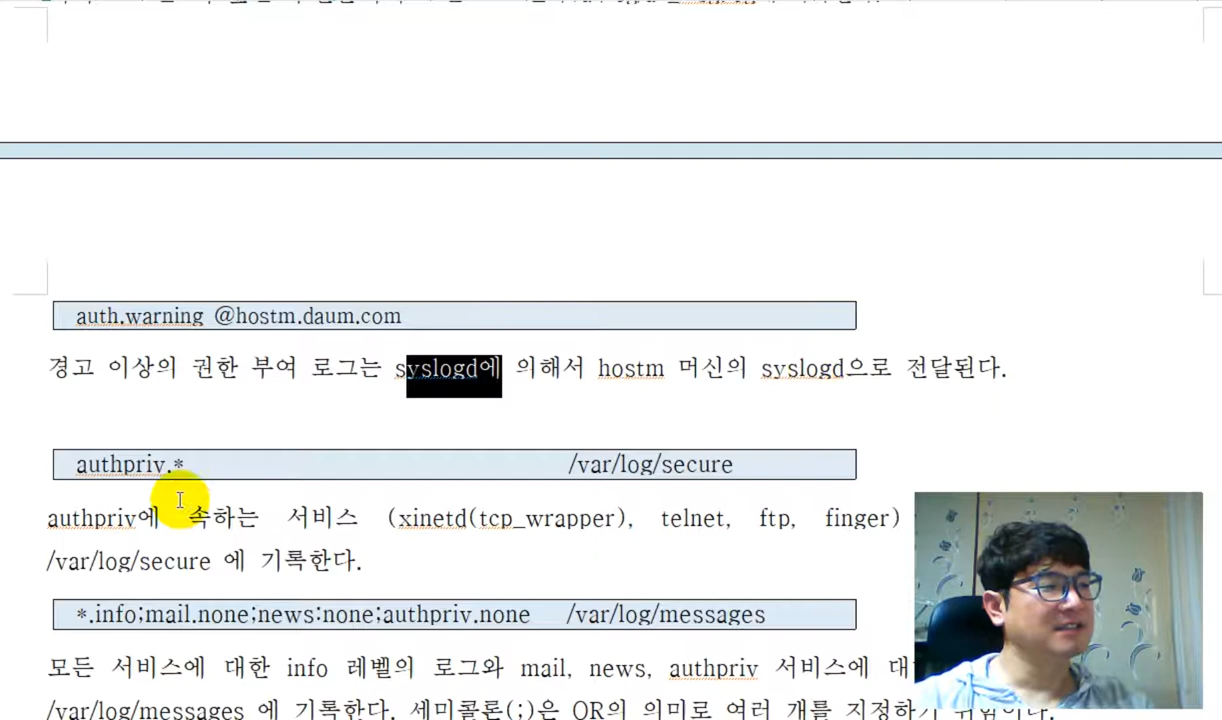 auth.warning @hostm.daum.com
경고 이상의 권한 부여 로그는 syslogd에 의해서 hostm 머신의 syslogd으로 전달된다.
authpriv.* /var/log/secure
authpriv에 속하는 서비스 (xinetd(tcp_wrapper), telnet, ftp, finger)
/var/log/secure 에 기록한다.
*.info;mail.none;news:none;authpriv.none /var/log/messages
모든 서비스에 대한 info 레벨의 로그와 mail, news, authpriv 서비스에
/var/log/messages 에 기록한다. 세미콜론(;)은 OR의 의미로 여러 개를 지정하기 위함이다.